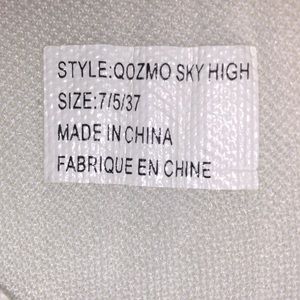 STYLE:QOZMO SKY HIGH
SIZE:7/5/37
MADE IN CHINA
FABRIQUE EN CHINE